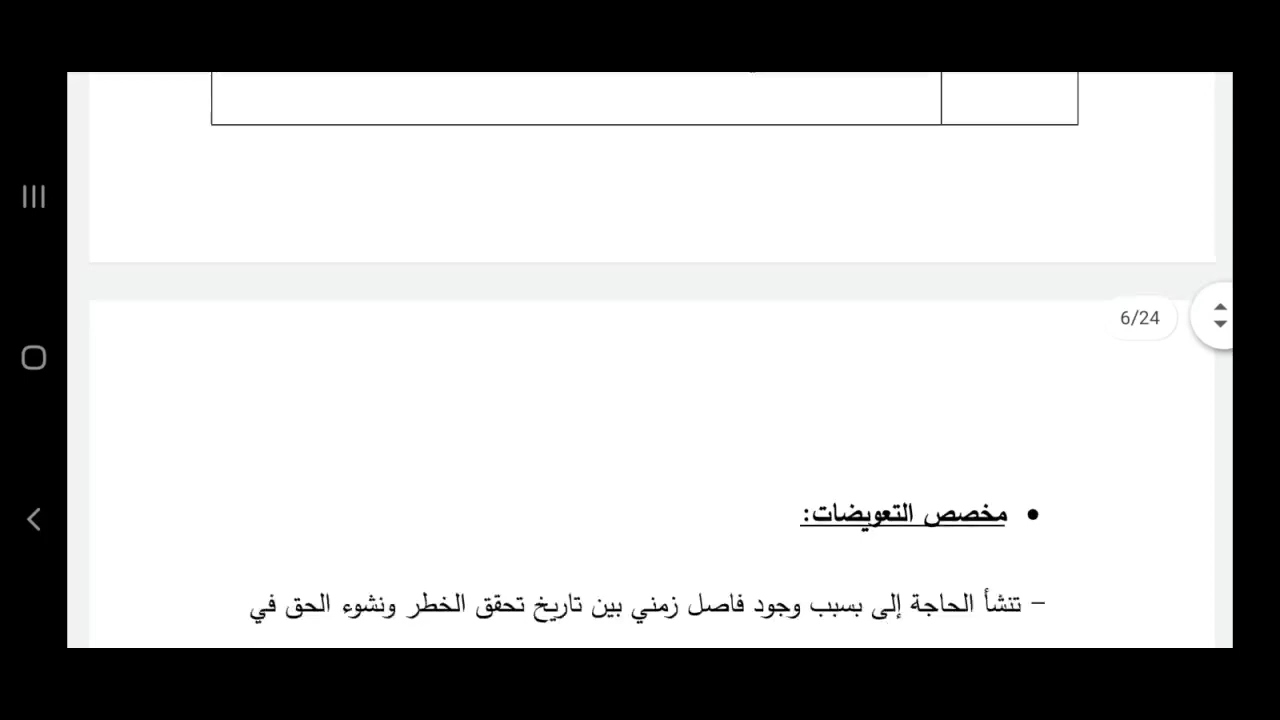 6/24
• مخصص التعويضات:
– تنشأ الحاجة إلى بسبب وجود فاصل زمني بين تاريخ تحقق الخطر ونشوء الحق في